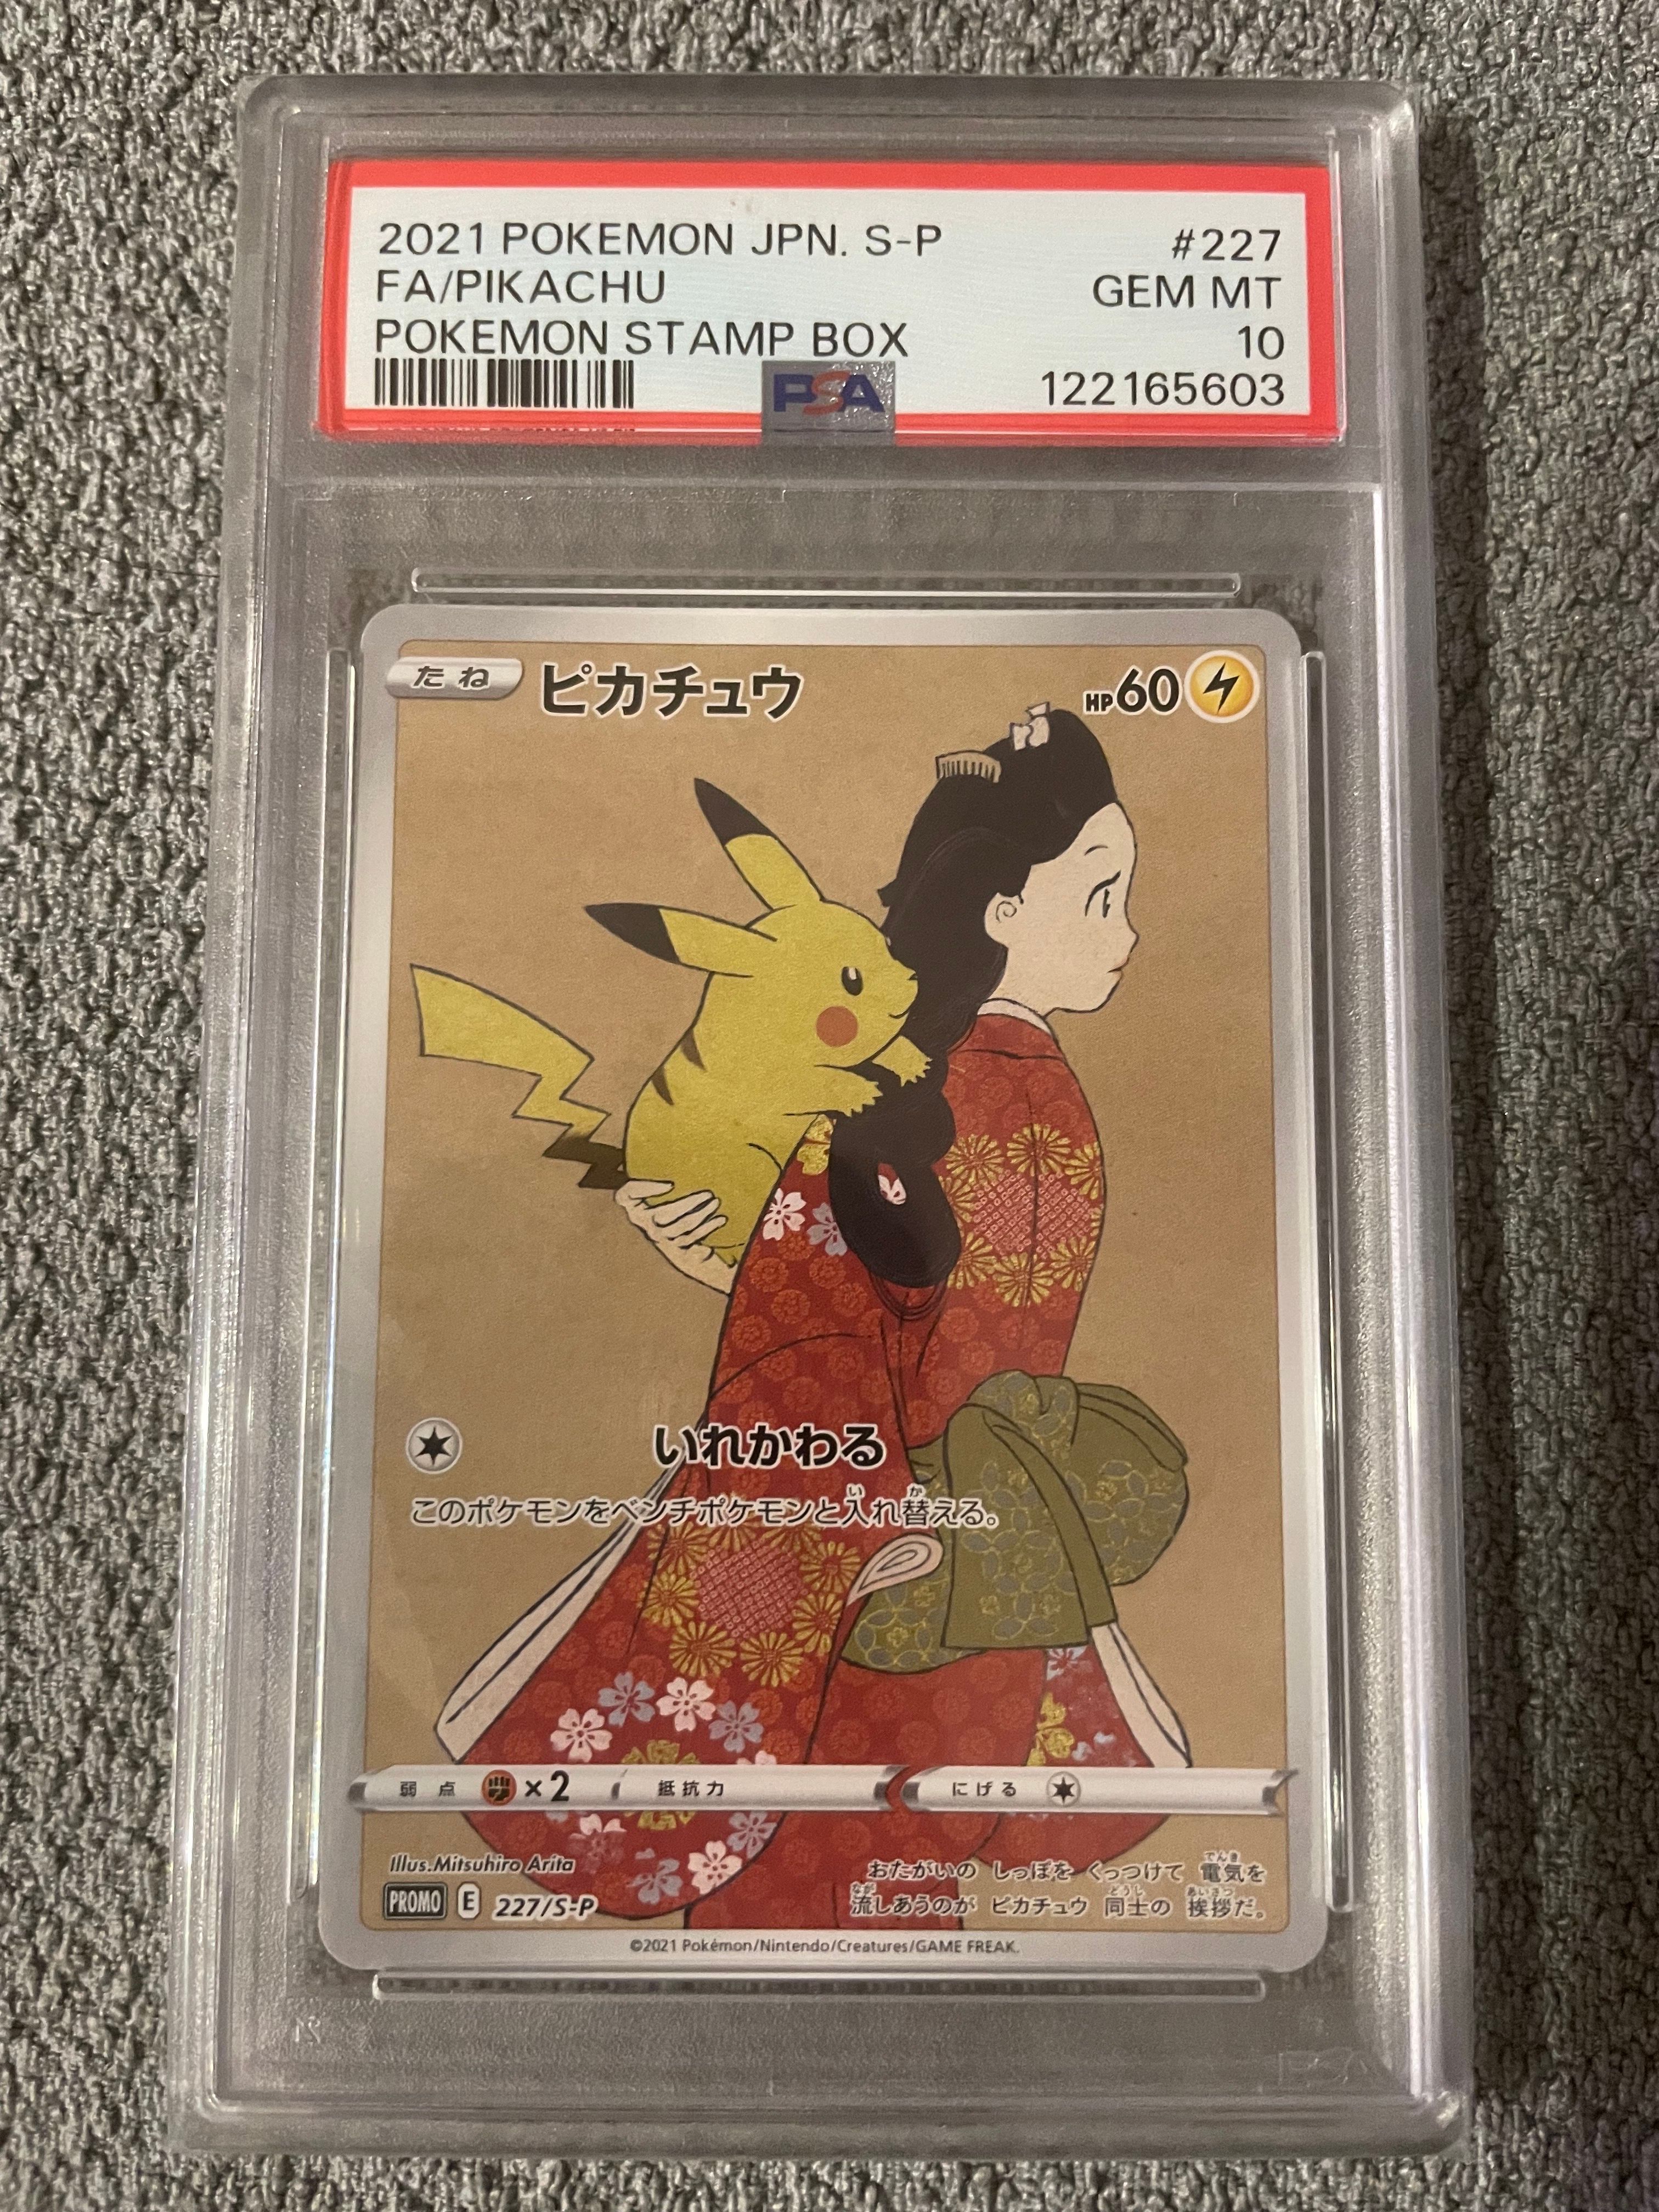 2021 POKEMON JPN. S-P #227
FA/PIKACHU GEM MT
POKEMON STAMP BOX 10
PSA 122165603
たね ピカチュウ HP60
いれかわる
このポケモンをベンチポケモンと入れ替える。
弱点 ×2 抵抗力 にげる
Illus.Mitsuhiro Arita
おたがいの しっぽを くっつけて 電気を
流しあうのが ピカチュウ 同士の 挨拶だ。
PROMO E 227/S-P
©2021 Pokémon/Nintendo/Creatures/GAME FREAK.